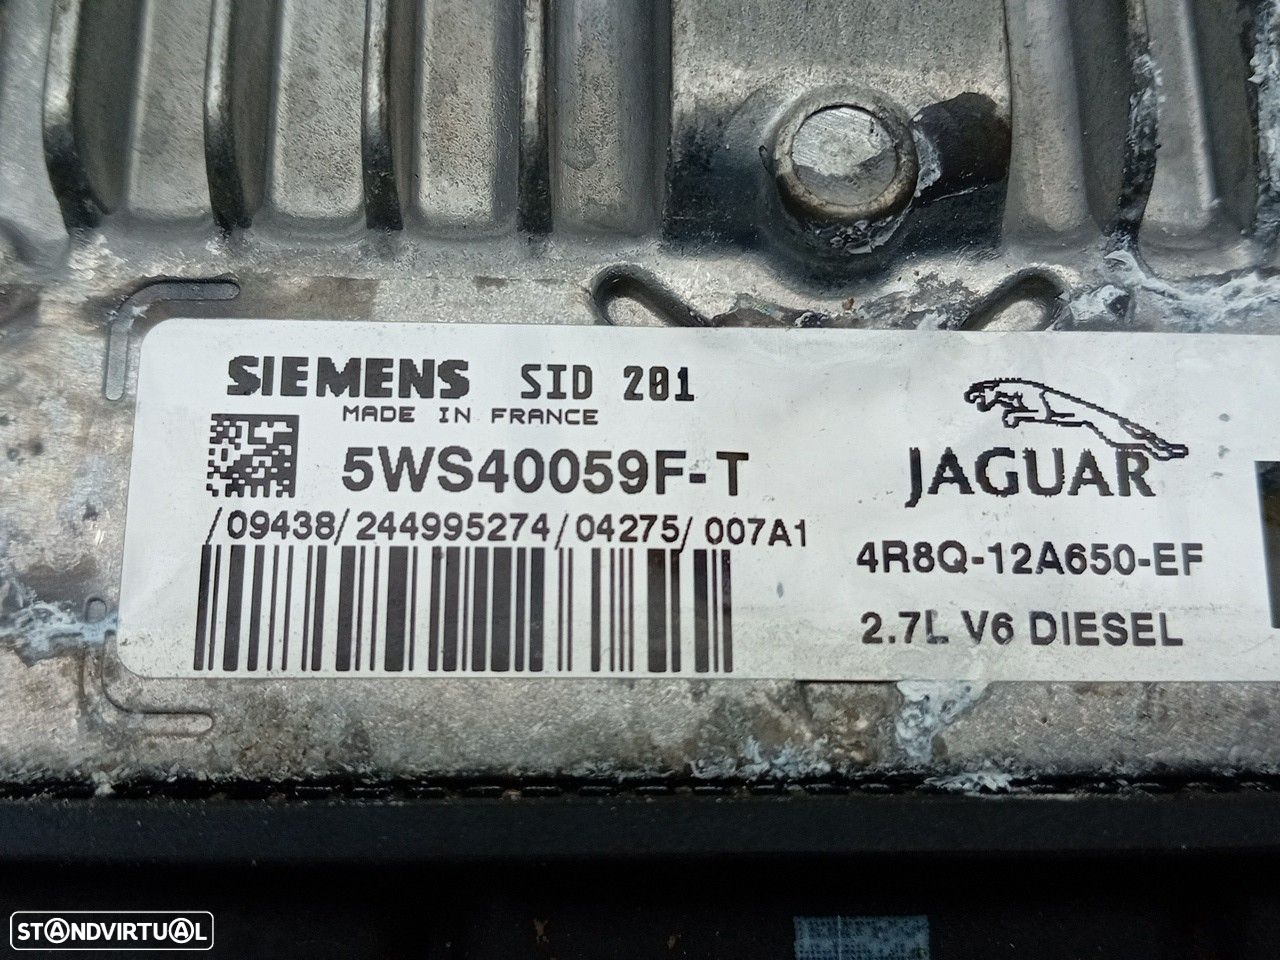 SIEMENS SID 201
MADE IN FRANCE
5WS40059F-T
/09438/244995274/04275/007A1
JAGUAR
4R8Q-12A650-EF
2.7L V6 DIESEL
STANDVIRTUAL